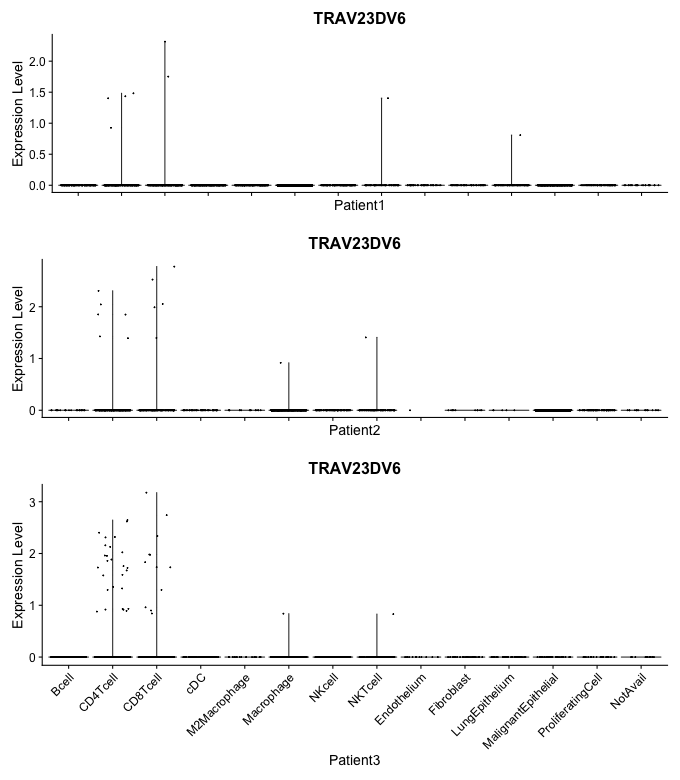 TRAV23DV6
Expression Level
2.0
1.5
1.0
0.5
0.0
Patient1
TRAV23DV6
Expression Level
2
1
0
Patient2
TRAV23DV6
Expression Level
3
2
1
0
Bcell
CD4Tcell
CD8Tcell
cDC
M2Macrophage
Macrophage
NKcell
NKTcell
Endothelium
Fibroblast
LungEpithelium
MalignantEpithelial
ProliferatingCell
NotAvail
Patient3